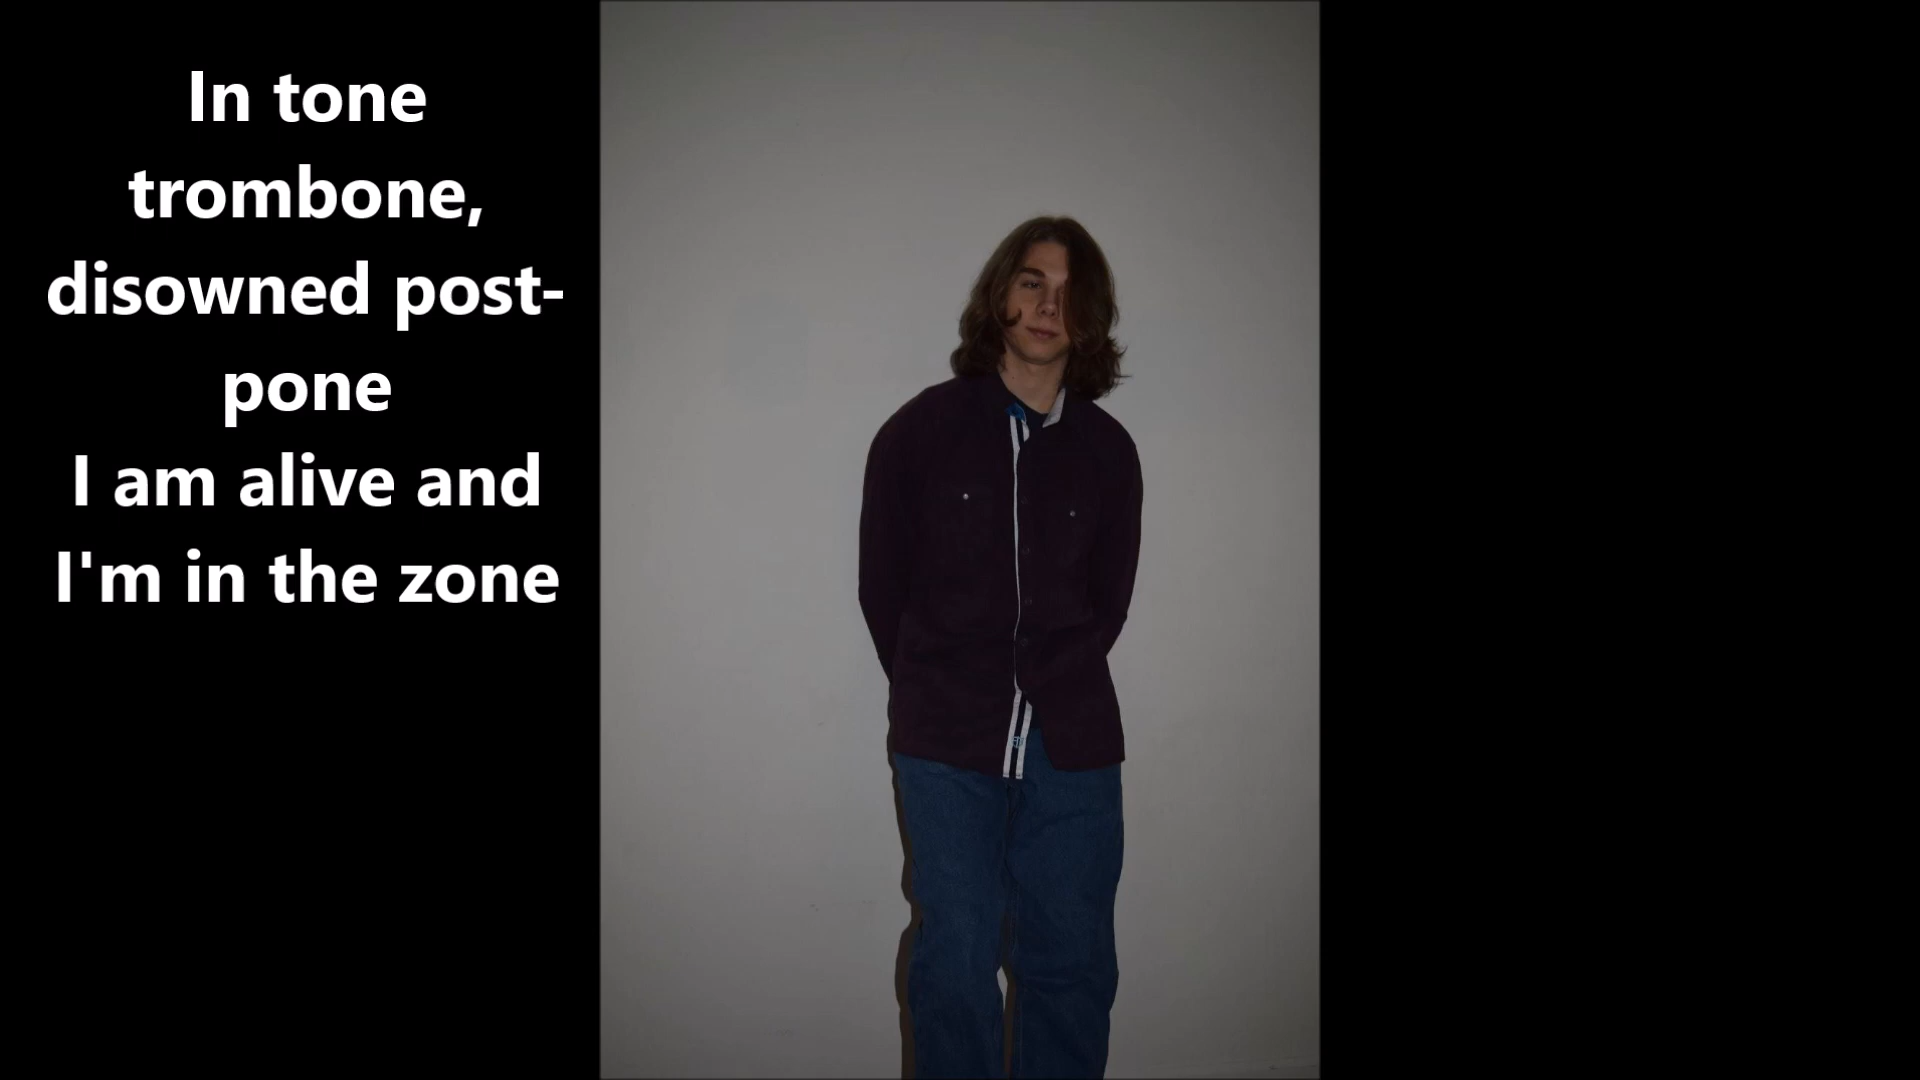 In tone
trombone,
disowned post-
pone
I am alive and
I'm in the zone